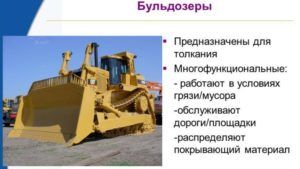 Бульдозеры
Предназначены для
толкания
Многофункциональные:
- работают в условиях
грязи/мусора
-обслуживают
дороги/площадки
-распределяют
покрывающий материал